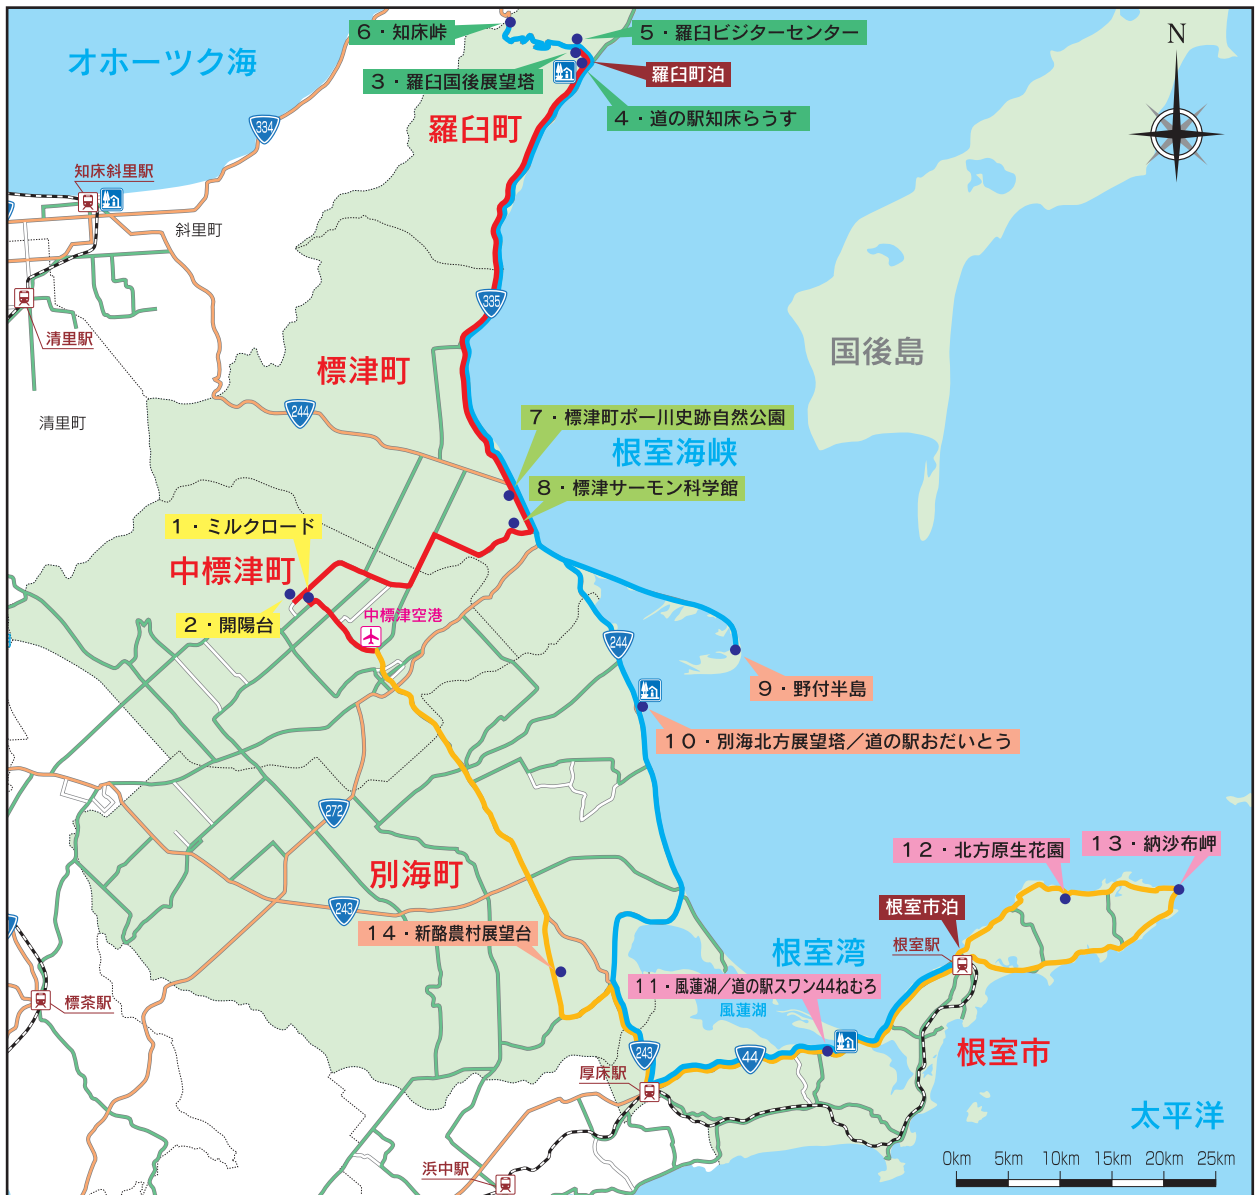 6・知床峠
5・羅臼ビジターセンター
オホーツク海
N
3・羅臼国後展望塔
羅臼町泊
4・道の駅知床らうす
羅臼町
334
知床斜里駅
斜里町
335
清里駅
国後島
標津町
244
7・標津町ポー川史跡自然公園
清里町
根室海峡
8・標津サーモン科学館
1・ミルクロード
中標津町
中標津空港
2・開陽台
244
9・野付半島
10・別海北方展望塔/道の駅おだいとう
272
12・北方原生花園
13・納沙布岬
別海町
243
根室市泊
14・新酪農村展望台
根室駅
根室湾
11・風蓮湖/道の駅スワン44ねむろ
標茶駅
風蓮湖
243
44
根室市
厚床駅
太平洋
浜中駅
0km 5km 10km 15km 20km 25km